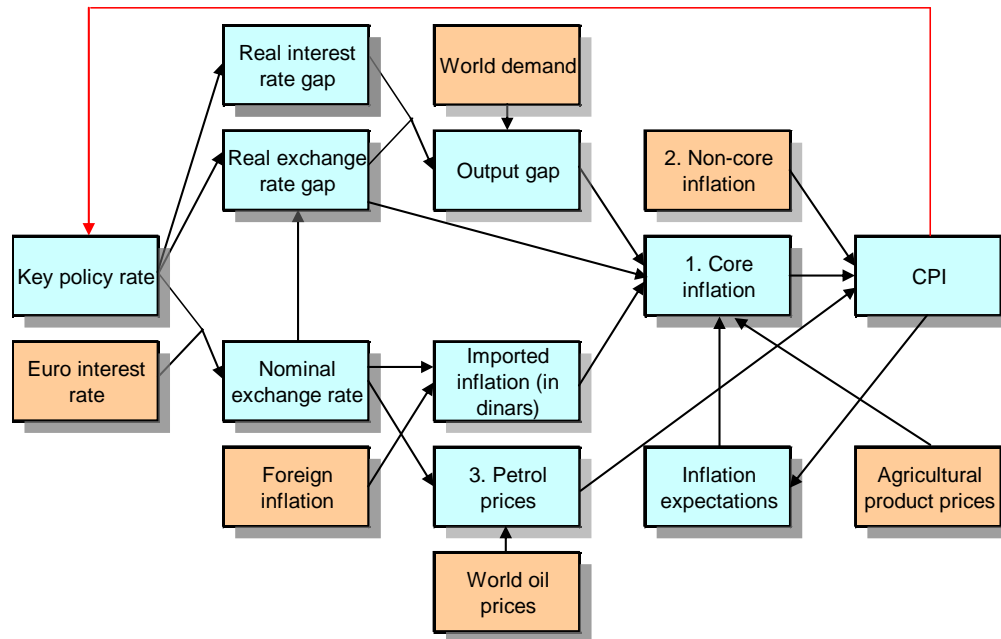 Real interest
rate gap
World demand
Real exchange
rate gap
Output gap
2. Non-core
inflation
Key policy rate
1. Core
inflation
CPI
Euro interest
rate
Nominal
exchange rate
Imported
inflation (in
dinars)
Foreign
inflation
3. Petrol
prices
Inflation
expectations
Agricultural
product prices
World oil
prices